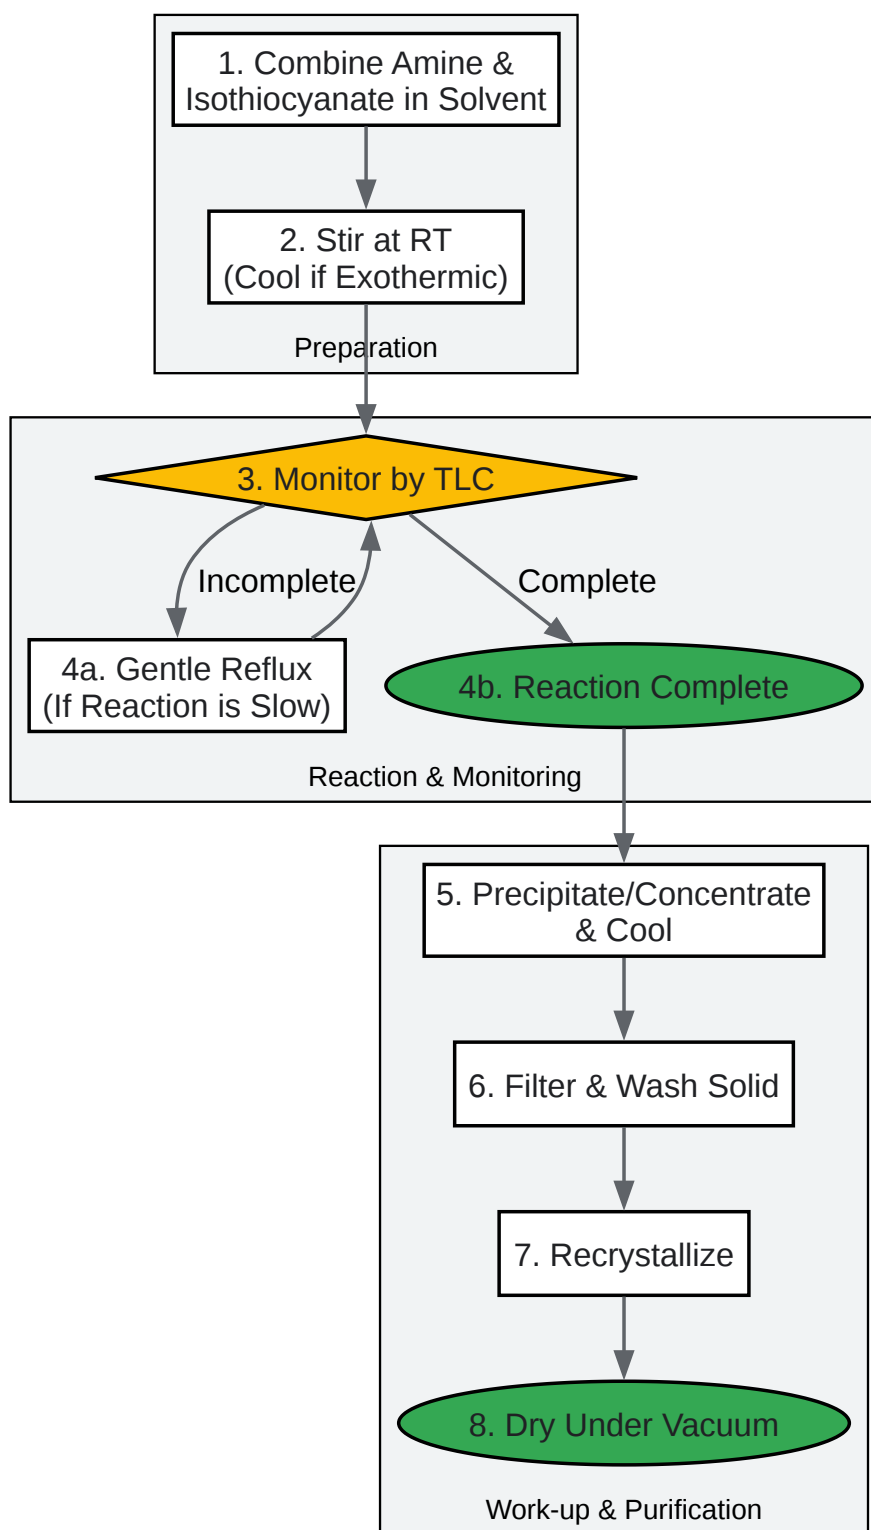 1. Combine Amine &
Isothiocyanate in Solvent
2. Stir at RT
(Cool if Exothermic)
Preparation
3. Monitor by TLC
Incomplete
Complete
4a. Gentle Reflux
(If Reaction is Slow)
4b. Reaction Complete
Reaction & Monitoring
5. Precipitate/Concentrate
& Cool
6. Filter & Wash Solid
7. Recrystallize
8. Dry Under Vacuum
Work-up & Purification